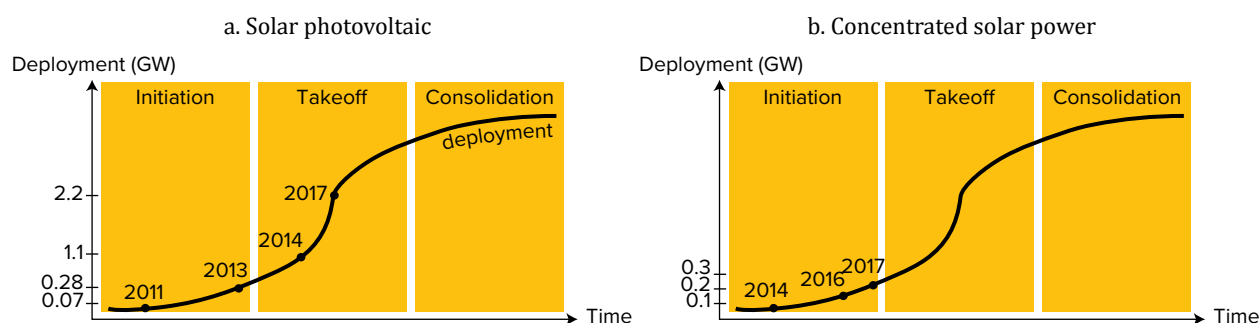 a. Solar photovoltaic
Deployment (GW)
Initiation
Takeoff
Consolidation
deployment
2.2
2017
1.1
2014
0.28
2013
0.07
2011
Time
b. Concentrated solar power
Deployment (GW)
Initiation
Takeoff
Consolidation
0.3
0.2
0.1
2014
2016
2017
Time